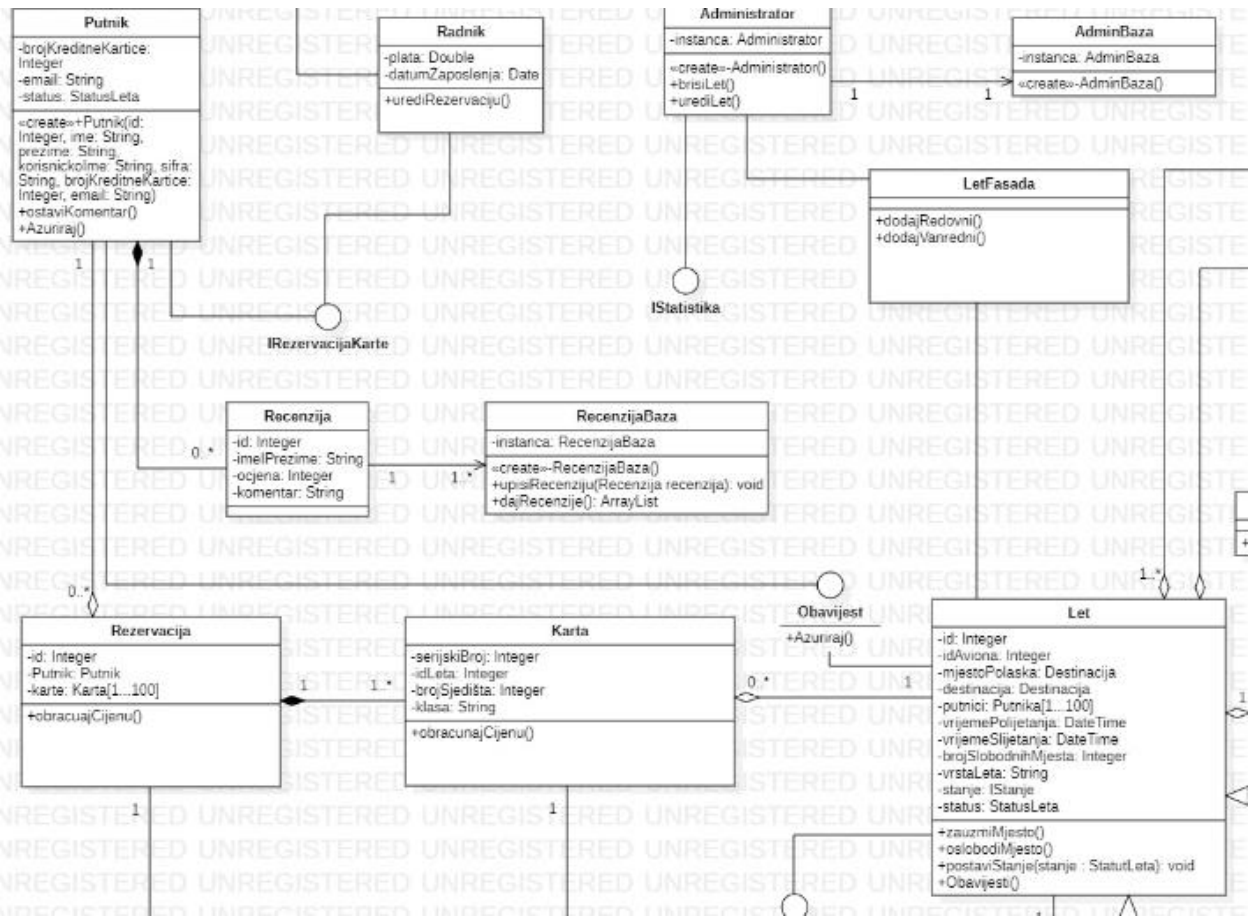 Putnik
-brojKreditneKartice:
Integer
-email: String
-status: StatusLeta
«create»+Putnik(id:
Integer, ime: String,
prezime: String,
korisnickoIme: String, sifra:
String, brojKreditneKartice:
Integer, email: String)
+ostaviKomentar()
+Azuriraj()
1
1
Radnik
-plata: Double
-datumZaposlenja: Date
+urediRezervaciju()
Administrator
-instanca: Administrator
«create»-Administrator()
+brisiLet()
+urediLet()
1
1
AdminBaza
-instanca: AdminBaza
«create»-AdminBaza()
LetFasada
+dodajRedovni()
+dodajVanredni()
IStatistika
IRezervacijaKarte
Recenzija
-id: Integer
-imeIPrezime: String
-ocjena: Integer
-komentar: String
0..*
1
1..*
RecenzijaBaza
-instanca: RecenzijaBaza
«create»-RecenzijaBaza()
+upisiRecenziju(Recenzija recenzija): void
+dajRecenzije(): ArrayList
0..*
Rezervacija
-id: Integer
-Putnik: Putnik
-karte: Karta[1...100]
+obracuajCijenu()
1
1..*
1
Karta
-serijskiBroj: Integer
-idLeta: Integer
-brojSjedišta: Integer
-klasa: String
+obracunajCijenu()
0..*
1
1
Obavijest
+Azuriraj()
1..*
Let
-id: Integer
-idAviona: Integer
-mjestoPolaska: Destinacija
-destinacija: Destinacija
-putnici: Putnika[1...100]
-vrijemePolijetanja: DateTime
-vrijemeSlijetanja: DateTime
-brojSlobodnihMjesta: Integer
-vrstaLeta: String
-stanje: IStanje
-status: StatusLeta
+zauzmiMjesto()
+oslobodiMjesto()
+postaviStanje(stanje : StatutLeta): void
+Obavijesti()
1
+
UNREGISTERED